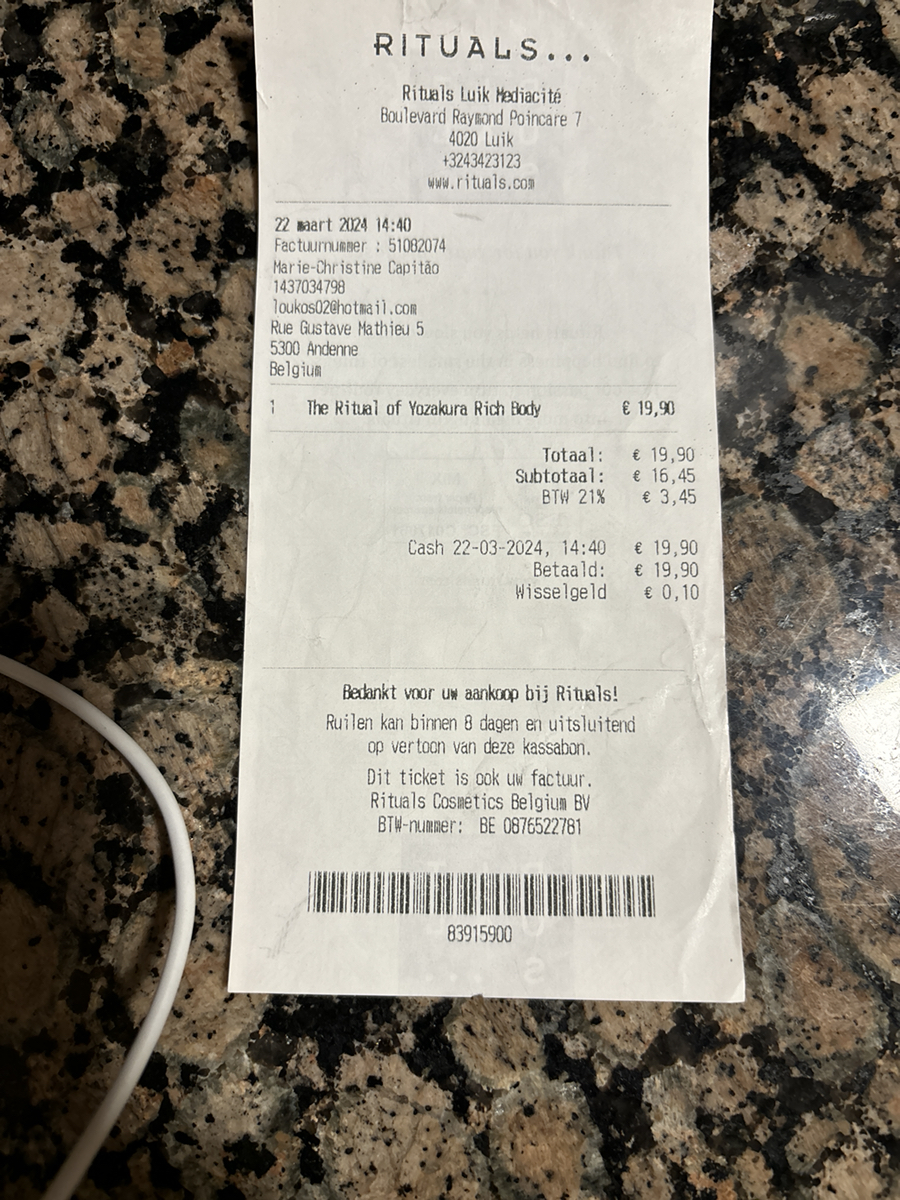 RITUALS...
Rituals Luik Mediacité
Boulevard Raymond Poincare 7
4020 Luik
+3243423123
www.rituals.com
22 maart 2024 14:40
Factuurnummer : 51082074
Marie-Christine Capitão
1437034798
loukos02@hotmail.com
Rue Gustave Mathieu 5
5300 Andenne
Belgium
1 The Ritual of Yozakura Rich Body € 19,90
Totaal: € 19,90
Subtotaal: € 16,45
BTW 21% € 3,45
Cash 22-03-2024, 14:40 € 19,90
Betaald: € 19,90
Wisselgeld € 0,10
Bedankt voor uw aankoop bij Rituals!
Ruilen kan binnen 8 dagen en uitsluitend
op vertoon van deze kassabon.
Dit ticket is ook uw factuur.
Rituals Cosmetics Belgium BV
BTW-nummer: BE 0876522781
83915900